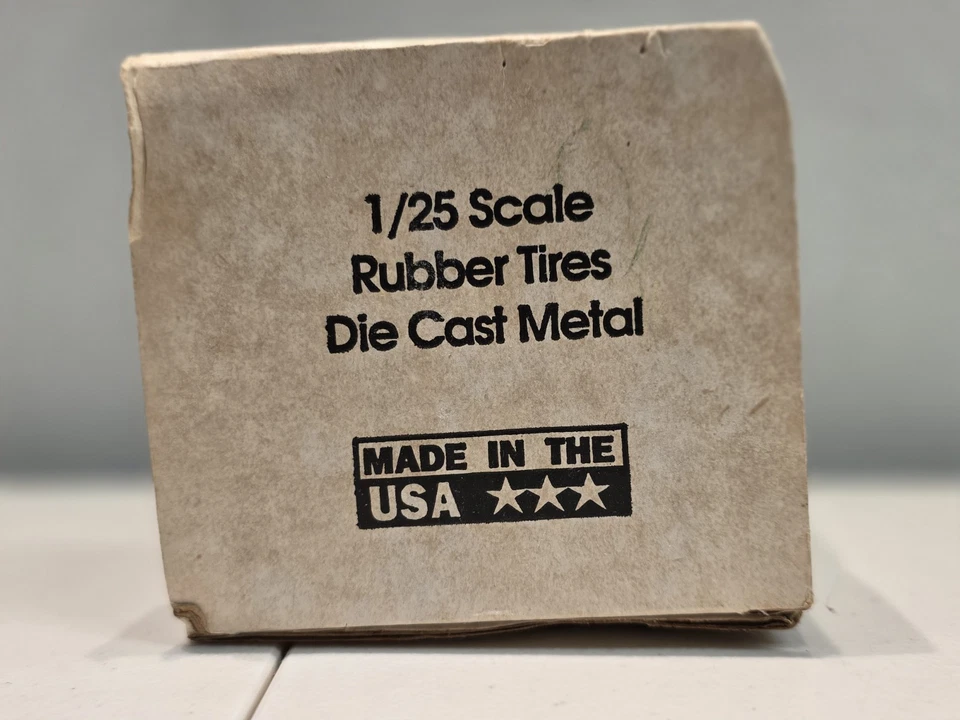 1/25 Scale
Rubber Tires
Die Cast Metal
MADE IN THE
USA ★★★